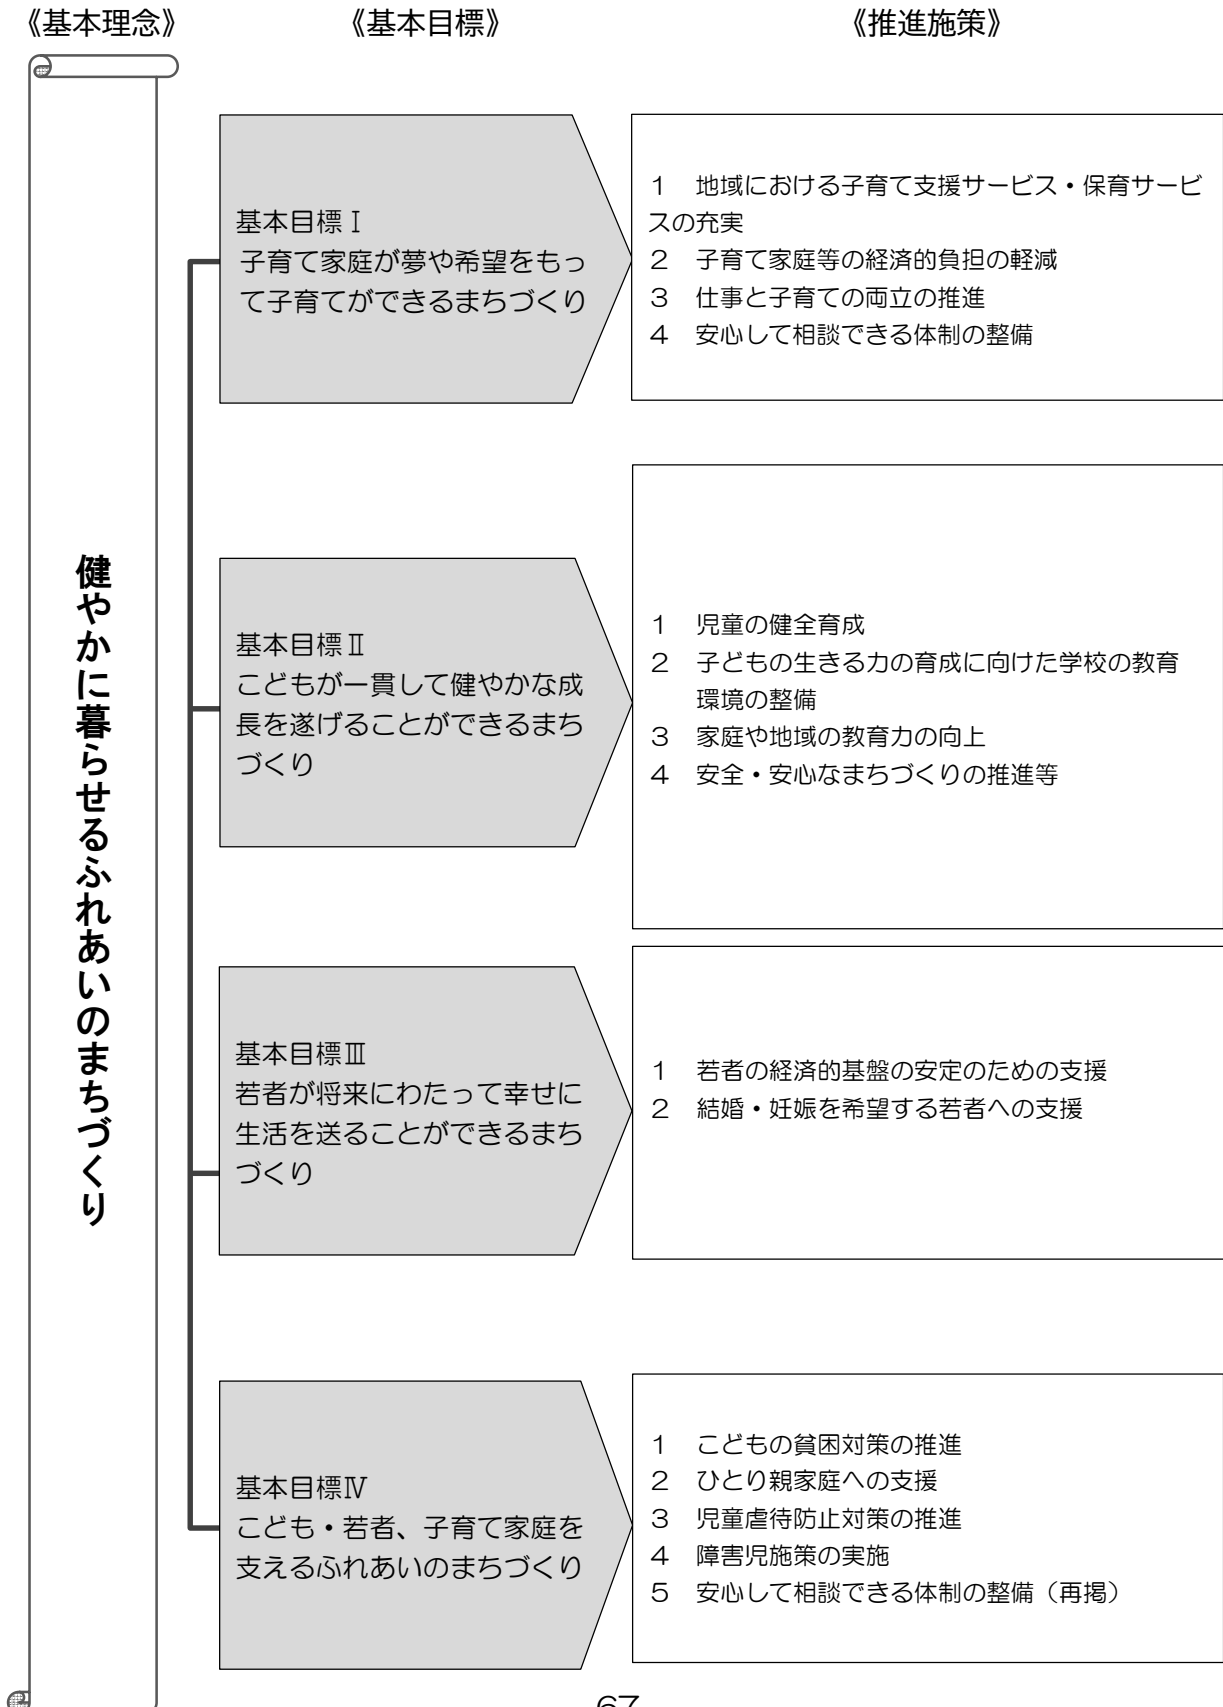 《基本理念》
《基本目標》
《推進施策》
健やかに暮らせるふれあいのまちづくり
基本目標Ⅰ
子育て家庭が夢や希望をもっ
て子育てができるまちづくり
1　地域における子育て支援サービス・保育サービ
スの充実
2　子育て家庭等の経済的負担の軽減
3　仕事と子育ての両立の推進
4　安心して相談できる体制の整備
基本目標Ⅱ
こどもが一貫して健やかな成
長を遂げることができるまち
づくり
1　児童の健全育成
2　子どもの生きる力の育成に向けた学校の教育
環境の整備
3　家庭や地域の教育力の向上
4　安全・安心なまちづくりの推進等
基本目標Ⅲ
若者が将来にわたって幸せに
生活を送ることができるまち
づくり
1　若者の経済的基盤の安定のための支援
2　結婚・妊娠を希望する若者への支援
基本目標Ⅳ
こども・若者、子育て家庭を
支えるふれあいのまちづくり
1　こどもの貧困対策の推進
2　ひとり親家庭への支援
3　児童虐待防止対策の推進
4　障害児施策の実施
5　安心して相談できる体制の整備（再掲）
67